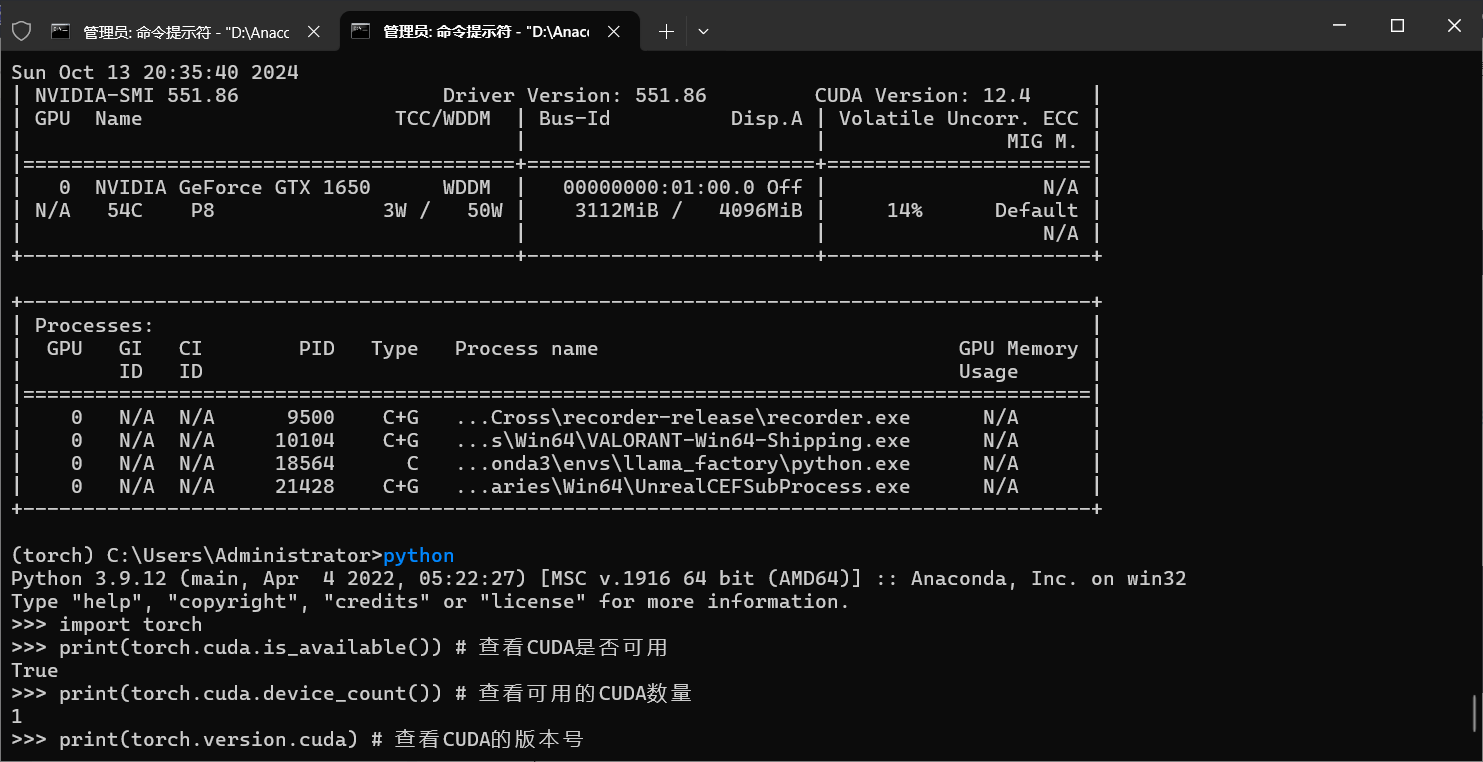 管理员: 命令提示符 - "D:\Anacc
管理员: 命令提示符 - "D:\Anac
Sun Oct 13 20:35:40 2024
| NVIDIA-SMI 551.86                 Driver Version: 551.86         CUDA Version: 12.4     |
| GPU  Name                     TCC/WDDM  | Bus-Id          Disp.A | Volatile Uncorr. ECC |
|                                         |                        |               MIG M. |
|=========================================+========================+======================|
|   0  NVIDIA GeForce GTX 1650      WDDM  |   00000000:01:00.0 Off |                  N/A |
| N/A   54C    P8              3W /   50W |    3112MiB /   4096MiB |     14%      Default |
|                                         |                        |                  N/A |
+-----------------------------------------+------------------------+----------------------+
+-----------------------------------------------------------------------------------------+
| Processes:                                                                              |
|  GPU   GI   CI        PID   Type   Process name                              GPU Memory |
|        ID   ID                                                               Usage      |
|=========================================================================================|
|    0   N/A  N/A      9500    C+G   ...Cross\recorder-release\recorder.exe      N/A      |
|    0   N/A  N/A     10104    C+G   ...s\Win64\VALORANT-Win64-Shipping.exe      N/A      |
|    0   N/A  N/A     18564      C   ...onda3\envs\llama_factory\python.exe      N/A      |
|    0   N/A  N/A     21428    C+G   ...aries\Win64\UnrealCEFSubProcess.exe      N/A      |
+-----------------------------------------------------------------------------------------+
(torch) C:\Users\Administrator>python
Python 3.9.12 (main, Apr  4 2022, 05:22:27) [MSC v.1916 64 bit (AMD64)] :: Anaconda, Inc. on win32
Type "help", "copyright", "credits" or "license" for more information.
>>> import torch
>>> print(torch.cuda.is_available()) # 查看CUDA是否可用
True
>>> print(torch.cuda.device_count()) # 查看可用的CUDA数量
1
>>> print(torch.version.cuda) # 查看CUDA的版本号